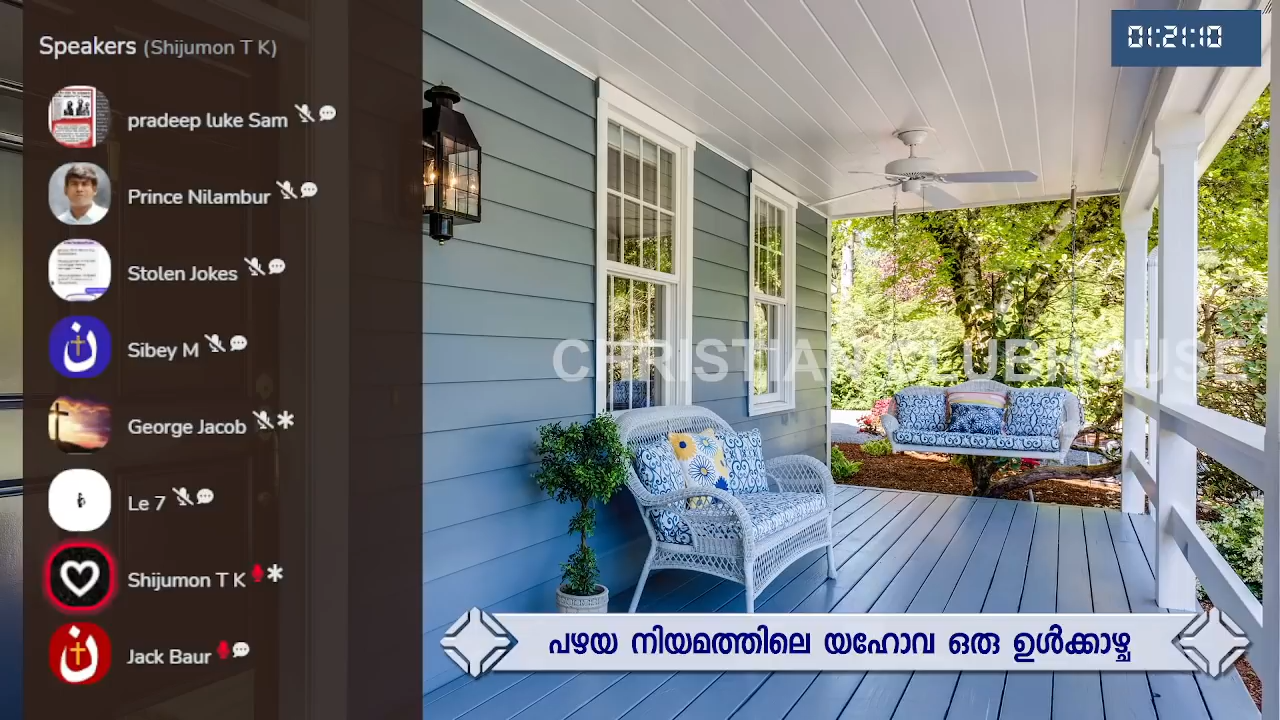 Speakers (Shijumon T K)
01:21:10
pradeep luke Sam
Prince Nilambur
Stolen Jokes
Sibey M
George Jacob
Le 7
Shijumon T K
Jack Baur
CHRISTIAN CLUBHOUSE
പഴയ നിയമത്തിലെ യഹോവ ഒരു ഉൾക്കാഴ്ച